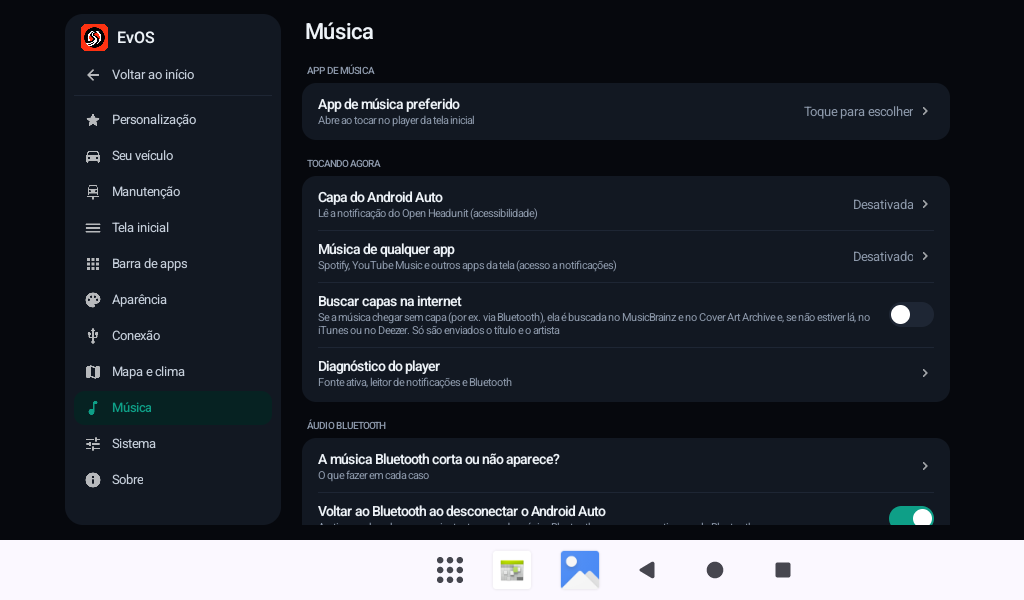 EvOS
Voltar ao início
Personalização
Seu veículo
Manutenção
Tela inicial
Barra de apps
Aparência
Conexão
Mapa e clima
Música
Sistema
Sobre
Música
APP DE MÚSICA
App de música preferido
Abre ao tocar no player da tela inicial
Toque para escolher
TOCANDO AGORA
Capa do Android Auto
Lê a notificação do Open Headunit (acessibilidade)
Desativada
Música de qualquer app
Spotify, YouTube Music e outros apps da tela (acesso a notificações)
Desativado
Buscar capas na internet
Se a música chegar sem capa (por ex. via Bluetooth), ela é buscada no MusicBrainz e no Cover Art Archive e, se não estiver lá, no
iTunes ou no Deezer. Só são enviados o título e o artista
Diagnóstico do player
Fonte ativa, leitor de notificações e Bluetooth
ÁUDIO BLUETOOTH
A música Bluetooth corta ou não aparece?
O que fazer em cada caso
Voltar ao Bluetooth ao desconectar o Android Auto